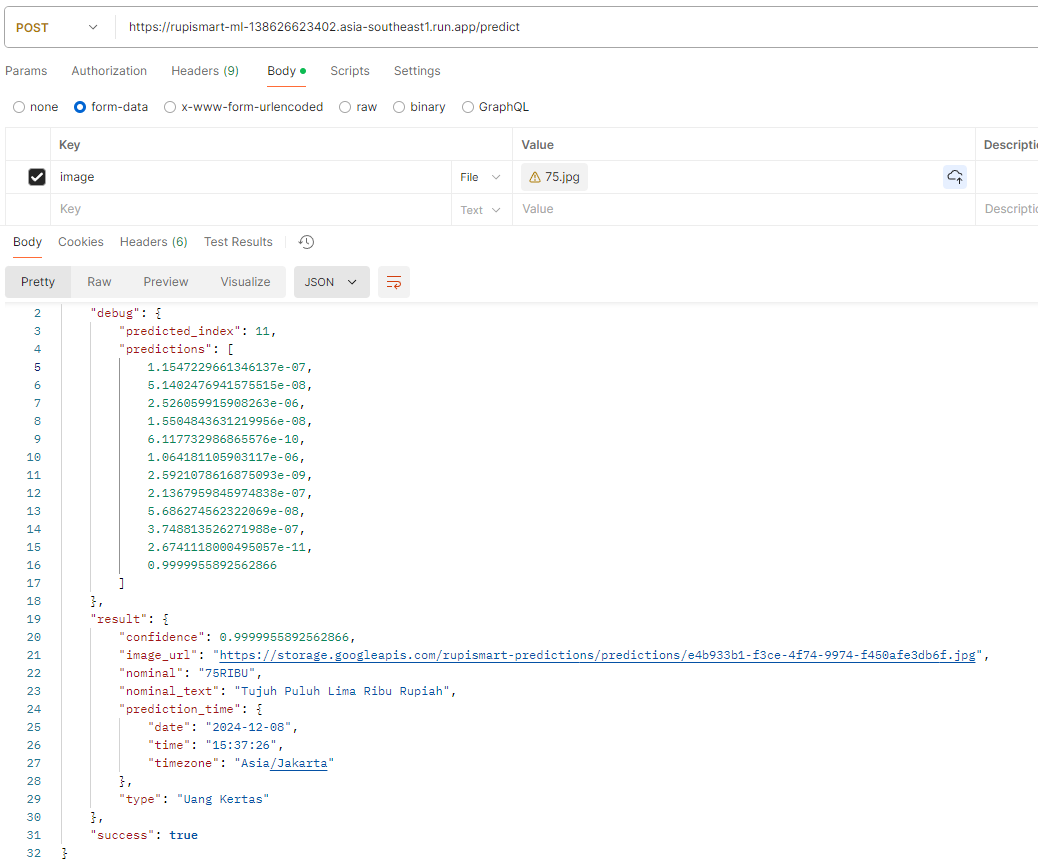 POST https://rupismart-ml-138626623402.asia-southeast1.run.app/predict
Params Authorization Headers (9) Body Scripts Settings
none form-data x-www-form-urlencoded raw binary GraphQL
Key Value Descripti
image File 75.jpg
Key Text Value Descripti
Body Cookies Headers (6) Test Results
Pretty Raw Preview Visualize JSON
2 "debug": {
3 "predicted_index": 11,
4 "predictions": [
5 1.1547229661346137e-07,
6 5.1402476941575515e-08,
7 2.526059915908263e-06,
8 1.5504843631219956e-08,
9 6.117732986865576e-10,
10 1.064181105903117e-06,
11 2.5921078616875093e-09,
12 2.1367959845974838e-07,
13 5.686274562322069e-08,
14 3.748813526271988e-07,
15 2.6741118000495057e-11,
16 0.9999955892562866
17 ]
18 },
19 "result": {
20 "confidence": 0.9999955892562866,
21 "image_url": "https://storage.googleapis.com/rupismart-predictions/predictions/e4b933b1-f3ce-4f74-9974-f450afe3db6f.jpg",
22 "nominal": "75RIBU",
23 "nominal_text": "Tujuh Puluh Lima Ribu Rupiah",
24 "prediction_time": {
25 "date": "2024-12-08",
26 "time": "15:37:26",
27 "timezone": "Asia/Jakarta"
28 },
29 "type": "Uang Kertas"
30 },
31 "success": true
32 }